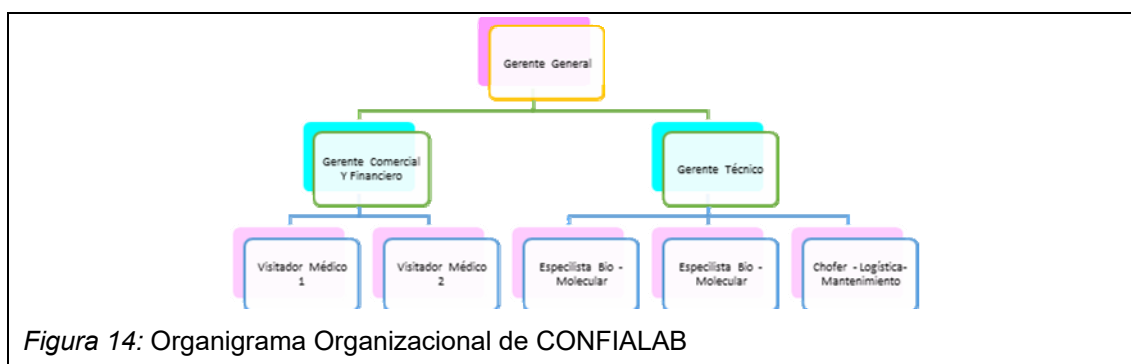 Gerente General
Gerente Comercial
Y Financiero
Gerente Técnico
Visitador Médico
1
Visitador Médico
2
Especilista Bio -
Molecular
Especilista Bio -
Molecular
Chofer - Logística-
Mantenimiento
Figura 14: Organigrama Organizacional de CONFIALAB